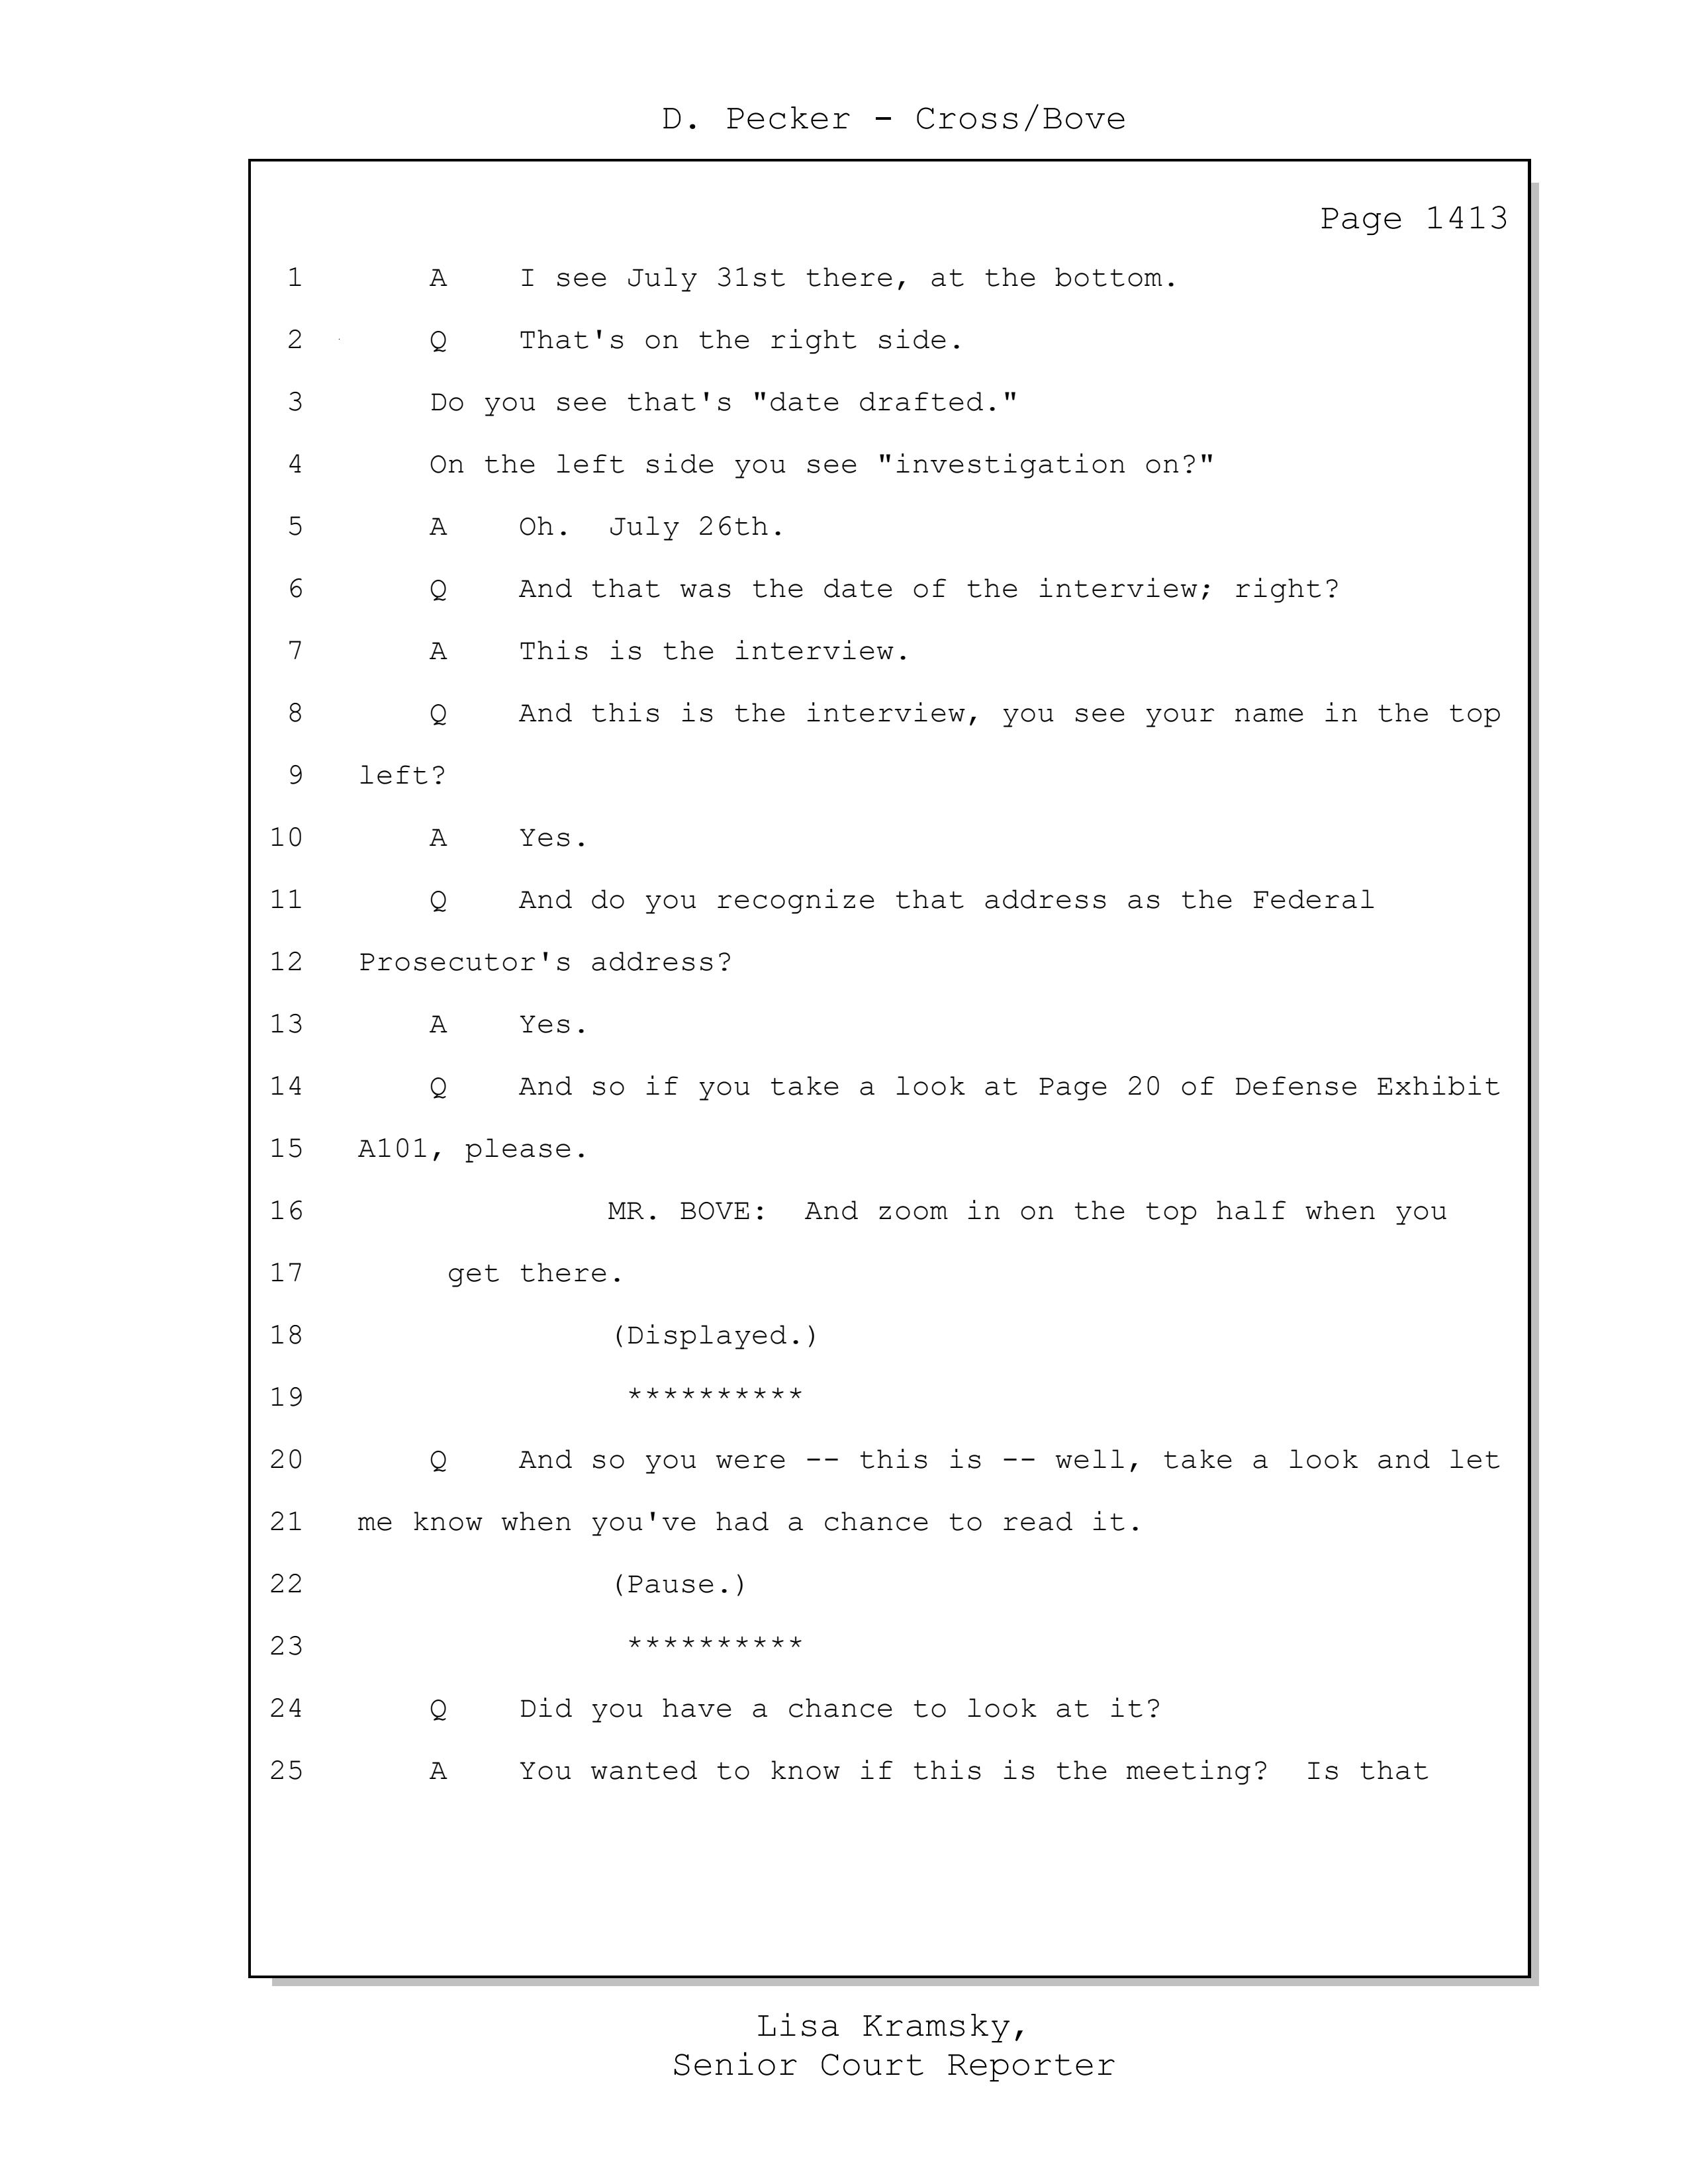 D. Pecker - Cross/Bove
Page 1413
1 A I see July 31st there, at the bottom.
2 Q That's on the right side.
3 Do you see that's "date drafted."
4 On the left side you see "investigation on?"
5 A Oh. July 26th.
6 Q And that was the date of the interview; right?
7 A This is the interview.
8 Q And this is the interview, you see your name in the top
9 left?
10 A Yes.
11 Q And do you recognize that address as the Federal
12 Prosecutor's address?
13 A Yes.
14 Q And so if you take a look at Page 20 of Defense Exhibit
15 A101, please.
16 MR. BOVE: And zoom in on the top half when you
17 get there.
18 (Displayed.)
19 **********
20 Q And so you were -- this is -- well, take a look and let
21 me know when you've had a chance to read it.
22 (Pause.)
23 **********
24 Q Did you have a chance to look at it?
25 A You wanted to know if this is the meeting? Is that
Lisa Kramsky,
Senior Court Reporter